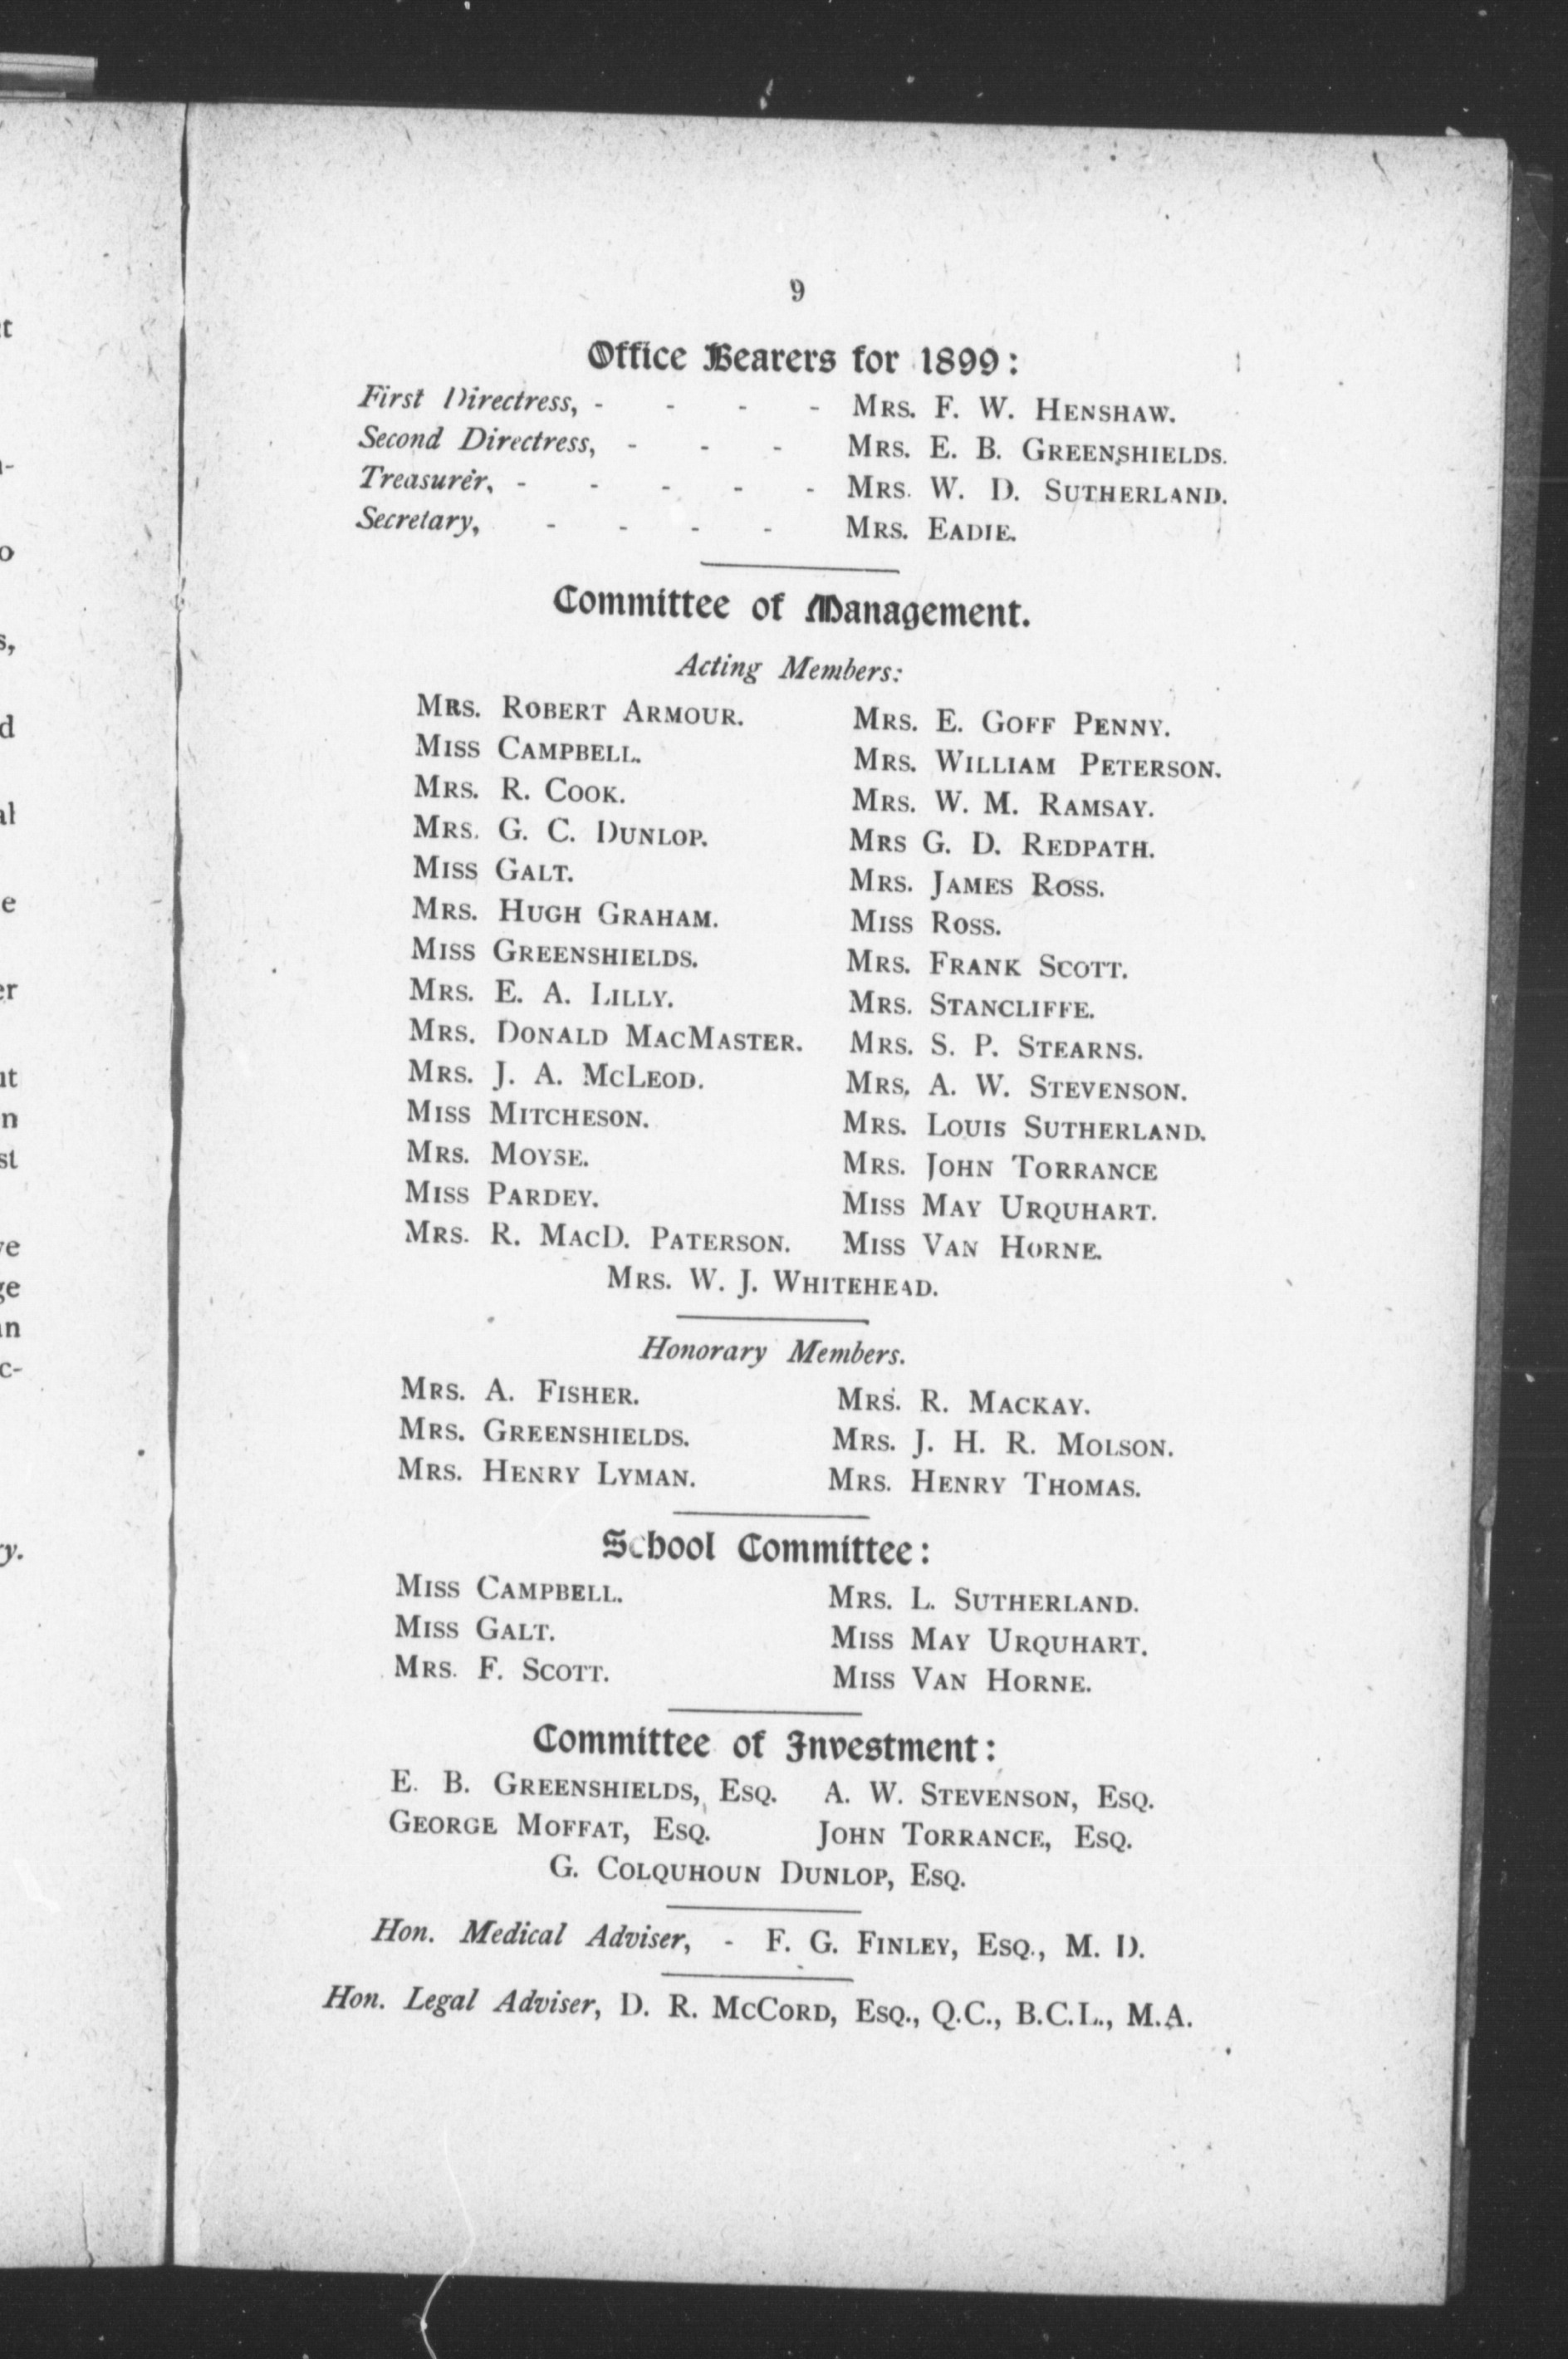 9
Office Bearers for 1899:
First Directress, - - - - Mrs. F. W. Henshaw.
Second Directress, - - - Mrs. E. B. Greenshields.
Treasurer, - - - - - Mrs. W. D. Sutherland.
Secretary, - - - - Mrs. Eadie.
Committee of Management.
Acting Members:
Mrs. Robert Armour. Mrs. E. Goff Penny.
Miss Campbell. Mrs. William Peterson.
Mrs. R. Cook. Mrs. W. M. Ramsay.
Mrs. G. C. Dunlop. Mrs G. D. Redpath.
Miss Galt. Mrs. James Ross.
Mrs. Hugh Graham. Miss Ross.
Miss Greenshields. Mrs. Frank Scott.
Mrs. E. A. Lilly. Mrs. Stancliffe.
Mrs. Donald MacMaster. Mrs. S. P. Stearns.
Mrs. J. A. McLeod. Mrs. A. W. Stevenson.
Miss Mitcheson. Mrs. Louis Sutherland.
Mrs. Moyse. Mrs. John Torrance
Miss Pardey. Miss May Urquhart.
Mrs. R. MacD. Paterson. Miss Van Horne.
Mrs. W. J. Whitehead.
Honorary Members.
Mrs. A. Fisher. Mrs. R. Mackay.
Mrs. Greenshields. Mrs. J. H. R. Molson.
Mrs. Henry Lyman. Mrs. Henry Thomas.
School Committee:
Miss Campbell. Mrs. L. Sutherland.
Miss Galt. Miss May Urquhart.
Mrs. F. Scott. Miss Van Horne.
Committee of Investment:
E. B. Greenshields, Esq. A. W. Stevenson, Esq.
George Moffat, Esq. John Torrance, Esq.
G. Colquhoun Dunlop, Esq.
Hon. Medical Adviser, - F. G. Finley, Esq., M. D.
Hon. Legal Adviser, D. R. McCord, Esq., Q.C., B.C.L., M.A.